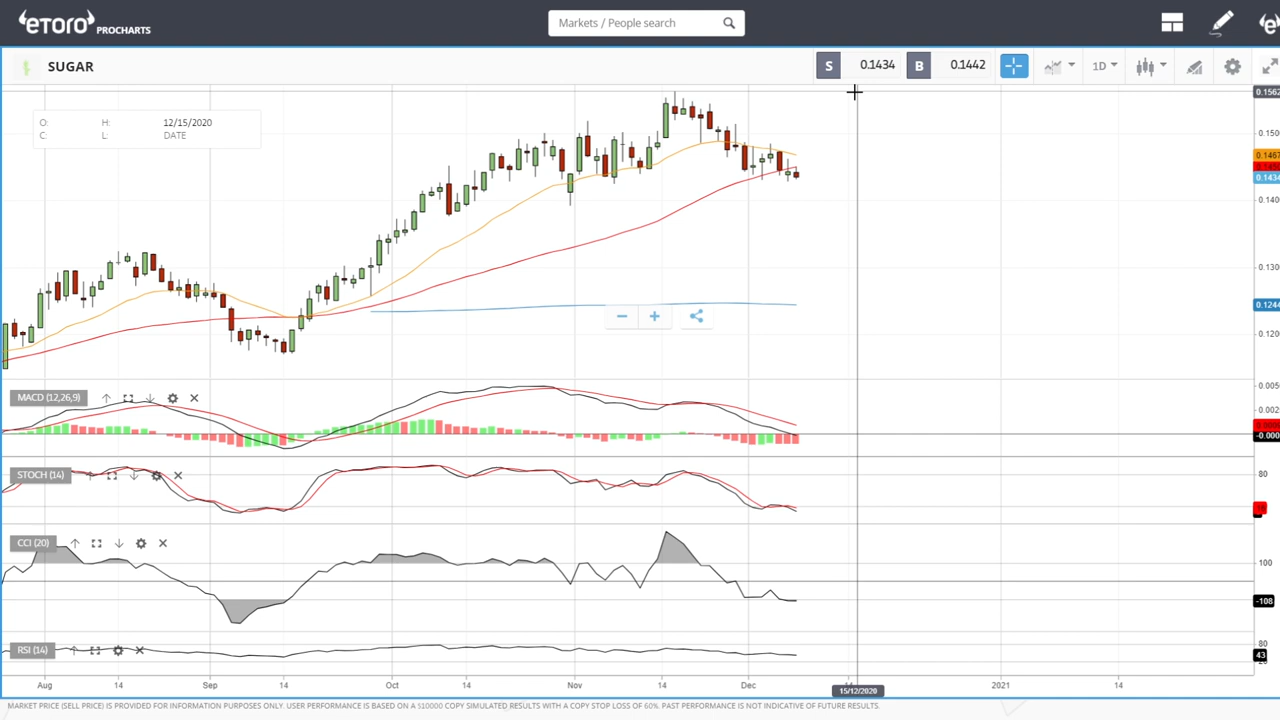 eToro PROCHARTS
Markets / People search
SUGAR
S 0.1434 B 0.1442
1D
O: H: 12/15/2020
C: L: DATE
0.1562
0.150
0.1467
0.1434
0.140
0.130
0.1244
0.120
MACD (12,26,9)
0.005
0.002
-0.000
STOCH (14)
80
CCI (20)
100
-108
RSI (14)
80
43
Aug 14 Sep 14 Oct 14 Nov 14 Dec 2021 14
15/12/2020
MARKET PRICE (SELL PRICE) IS PROVIDED FOR INFORMATION PURPOSES ONLY. USER PERFORMANCE IS BASED ON A $10000 COPY SIMULATED RESULTS WITH A COPY STOP LOSS OF 60%. PAST PERFORMANCE IS NOT INDICATIVE OF FUTURE RESULTS.